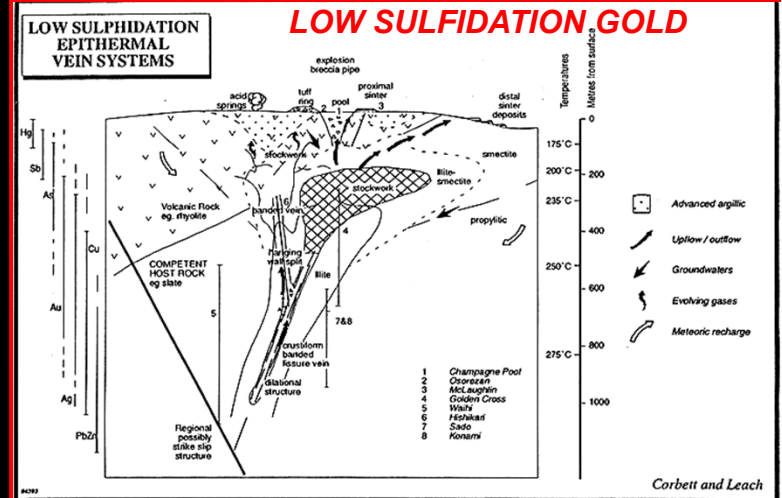 LOW SULFIDATION GOLD
LOW SULPHIDATION
EPITHERMAL
VEIN SYSTEMS
explosion
breccia pipe
acid
springs
tuff
ring
2
pool
1
proximal
sinter
3
distal
sinter
deposits
Temperatures
Metres from surface
Hg
Sb
As
Au
Ag
Cu
PbZn
stockwork
smectite
Illite-
smectite
stockwork
Volcanic Rock
eg. rhyolite
6
banded vein
4
propylitic
COMPETENT
HOST ROCK
eg slate
hanging
wall split
Illite
5
7&8
crustiform
banded
fissure vein
dilational
structure
Regional
possibly
strike slip
structure
0
175°C
200°C
200
235°C
400
250°C
600
275°C
800
1000
Advanced argillic
Upflow / outflow
Groundwaters
Evolving gases
Meteoric recharge
1 Champagne Pool
2 Osorezan
3 McLaughlin
4 Golden Cross
5 Waihi
6 Hishikari
7 Sado
8 Konami
Corbett and Leach